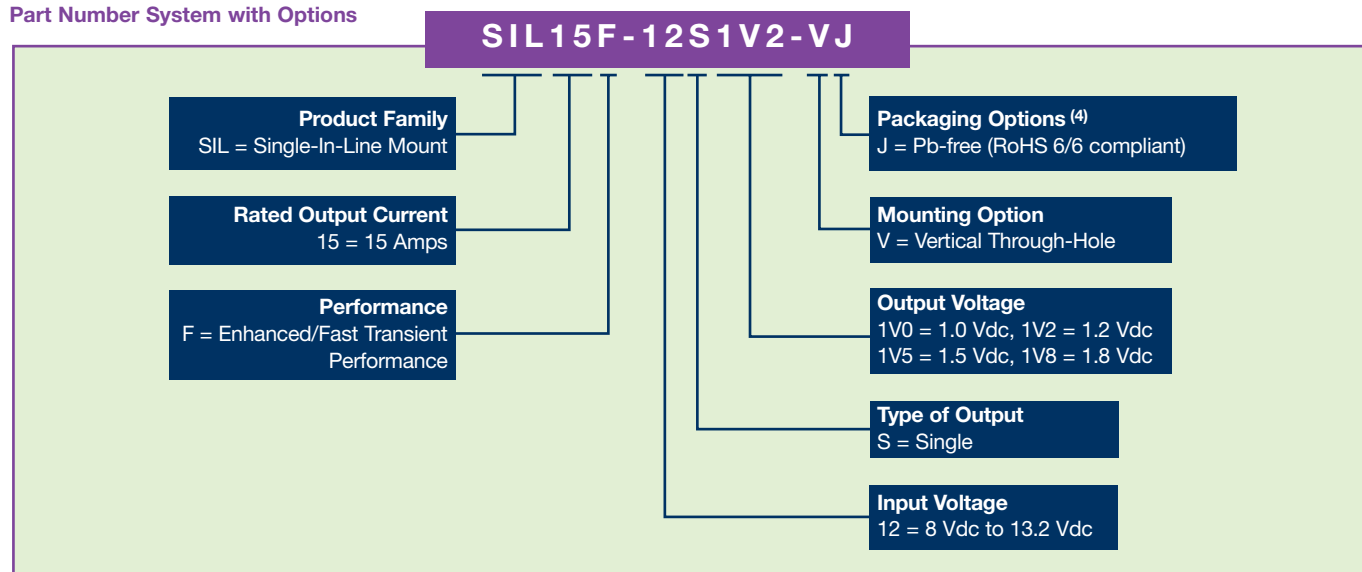 Part Number System with Options
SIL15F-12S1V2-VJ
Product Family
SIL = Single-In-Line Mount
Rated Output Current
15 = 15 Amps
Performance
F = Enhanced/Fast Transient
Performance
Packaging Options (4)
J = Pb-free (RoHS 6/6 compliant)
Mounting Option
V = Vertical Through-Hole
Output Voltage
1V0 = 1.0 Vdc, 1V2 = 1.2 Vdc
1V5 = 1.5 Vdc, 1V8 = 1.8 Vdc
Type of Output
S = Single
Input Voltage
12 = 8 Vdc to 13.2 Vdc